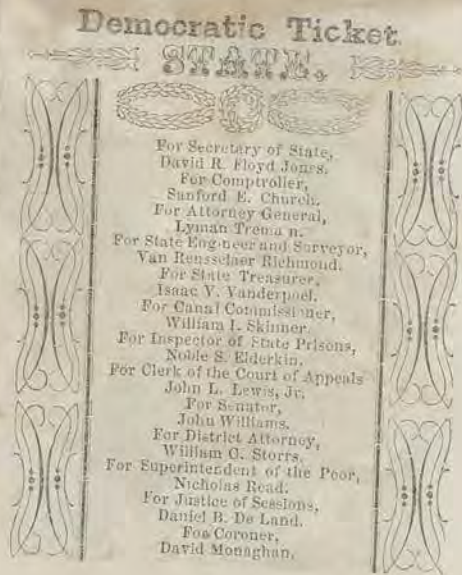 Democratic Ticket.
STATE.
For Secretary of State,
David R. Floyd Jones.
For Comptroller,
Sanford E. Church.
For Attorney General,
Lyman Trema n.
For State Engineer and Surveyor,
Van Rensselaer Richmond.
For State Treasurer,
Isaac V. Vanderpoel.
For Canal Commissioner,
William I. Skinner.
For Inspector of State Prisons,
Noble S. Elderkin.
For Clerk of the Court of Appeals
John L. Lewis, Jr.
For Senator,
John Williams.
For District Attorney,
William C. Storrs.
For Superintendent of the Poor,
Nicholas Read.
For Justice of Sessions,
Daniel B. De Land.
For Coroner,
David Monaghan.